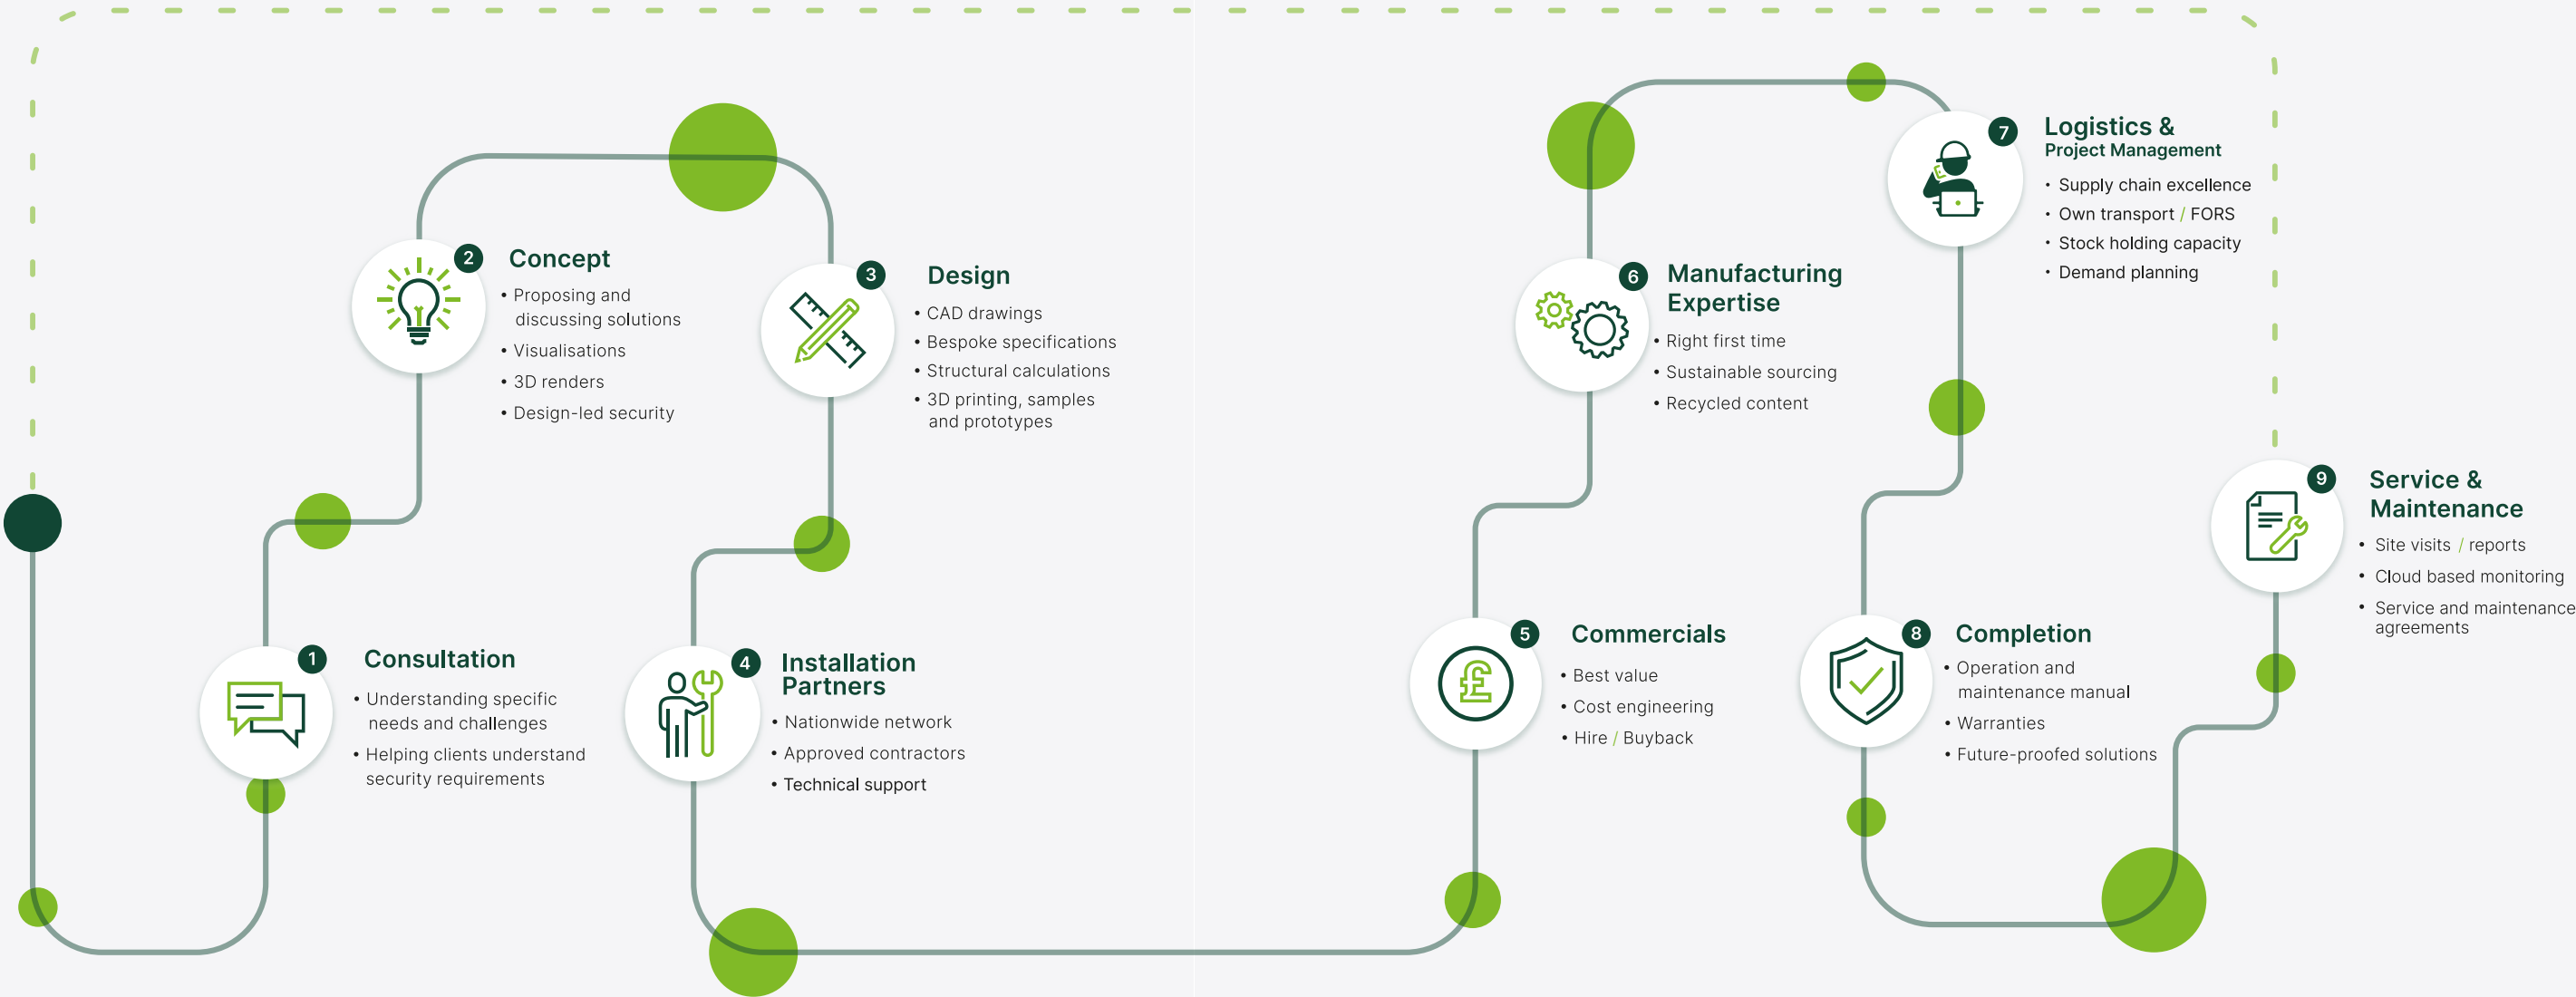 1
Consultation
• Understanding specific
needs and challenges
• Helping clients understand
security requirements
2
Concept
• Proposing and
discussing solutions
• Visualisations
• 3D renders
• Design-led security
3
Design
• CAD drawings
• Bespoke specifications
• Structural calculations
• 3D printing, samples
and prototypes
4
Installation
Partners
• Nationwide network
• Approved contractors
• Technical support
5
£
Commercials
• Best value
• Cost engineering
• Hire / Buyback
6
Manufacturing
Expertise
• Right first time
• Sustainable sourcing
• Recycled content
7
Logistics &
Project Management
• Supply chain excellence
• Own transport / FORS
• Stock holding capacity
• Demand planning
8
Completion
• Operation and
maintenance manual
• Warranties
• Future-proofed solutions
9
Service &
Maintenance
• Site visits / reports
• Cloud based monitoring
• Service and maintenance
agreements